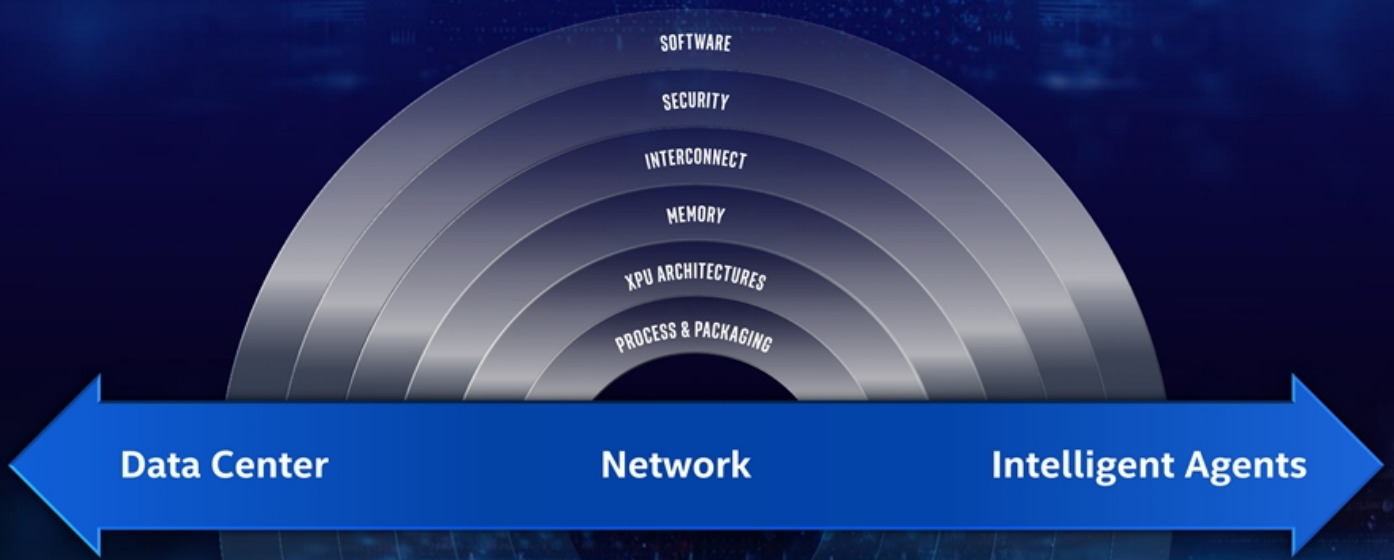 SOFTWARE
SECURITY
INTERCONNECT
MEMORY
XPU ARCHITECTURES
PROCESS & PACKAGING
Data Center Network Intelligent Agents